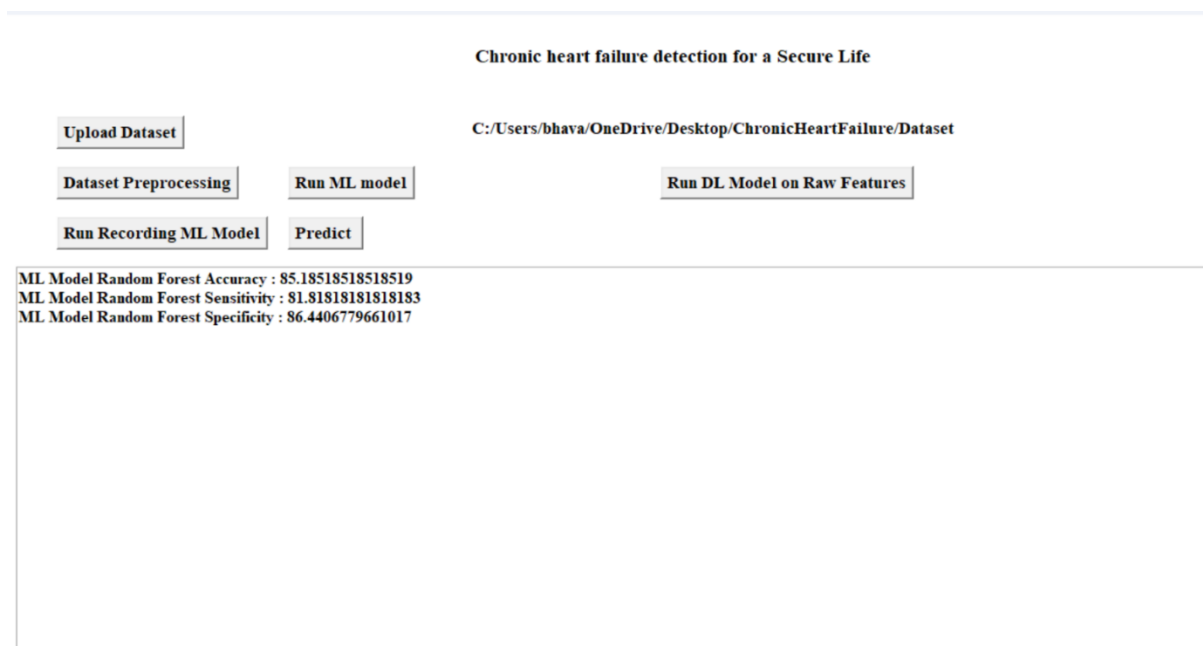 Chronic heart failure detection for a Secure Life
Upload Dataset
C:/Users/bhava/OneDrive/Desktop/ChronicHeartFailure/Dataset
Dataset Preprocessing
Run ML model
Run DL Model on Raw Features
Run Recording ML Model
Predict
ML Model Random Forest Accuracy : 85.18518518518519
ML Model Random Forest Sensitivity : 81.81818181818183
ML Model Random Forest Specificity : 86.4406779661017